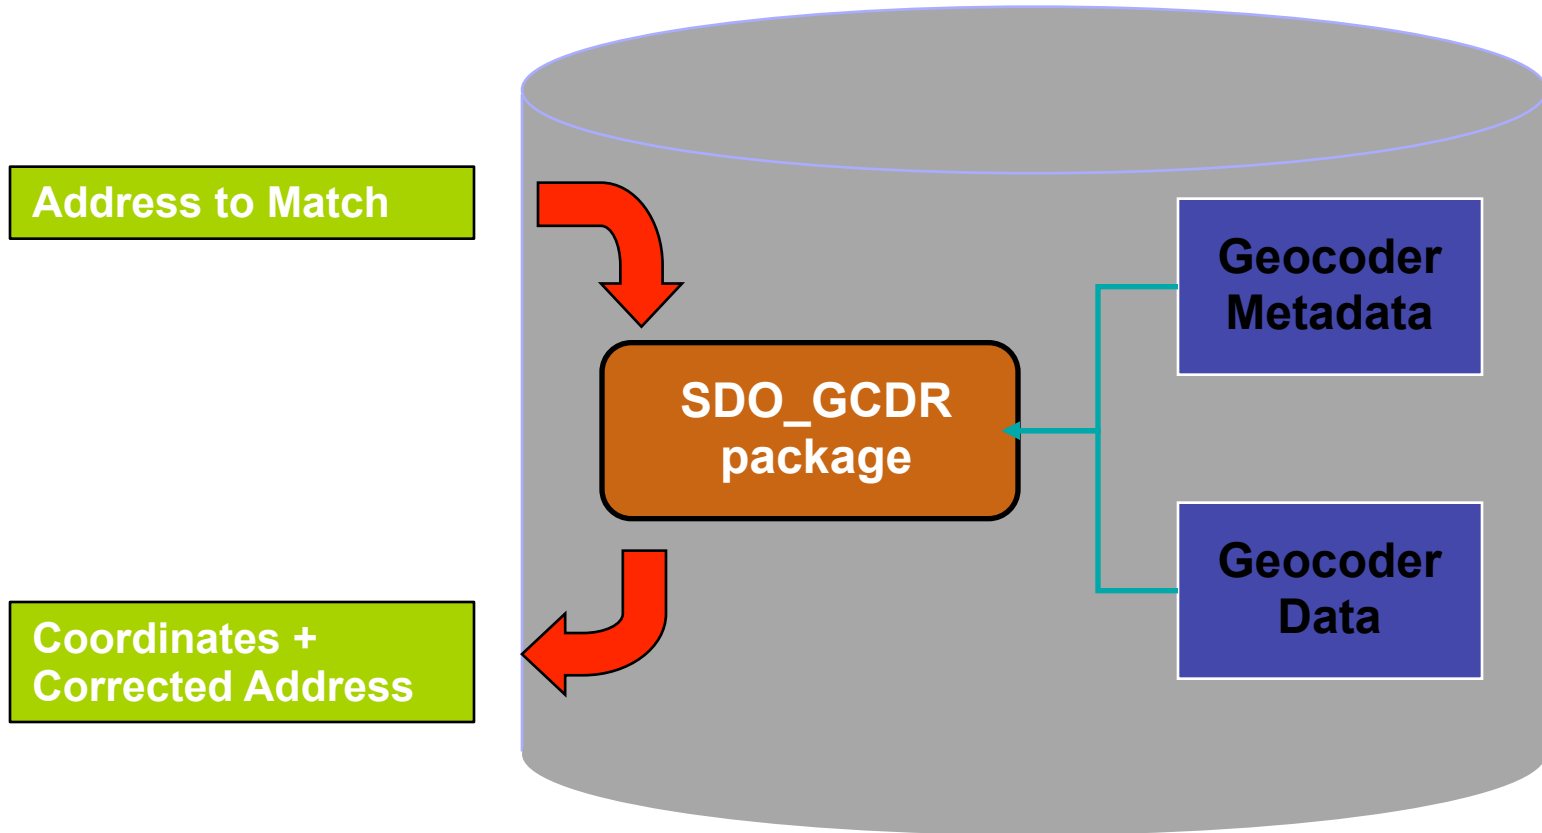 Address to Match
Geocoder
Metadata
SDO_GCDR
package
Geocoder
Data
Coordinates +
Corrected Address